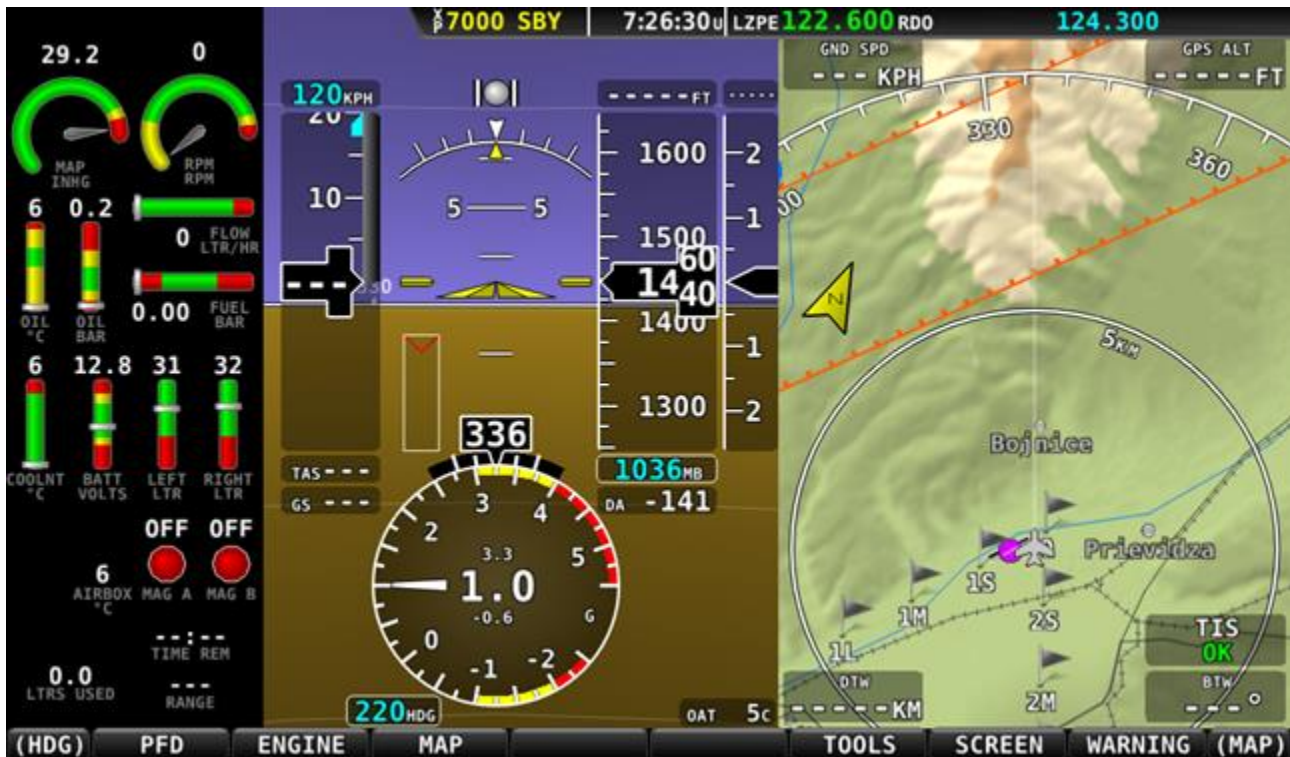 XP 7000 SBY 7:26:30U LZPE 122.600 RDO 124.300
29.2 0
MAP INHG
RPM RPM
6 0.2
0 FLOW LTR/HR
0.00 FUEL BAR
OIL °C
OIL BAR
6 12.8 31 32
COOLNT °C
BATT VOLTS
LEFT LTR
RIGHT LTR
OFF OFF
6 AIRBOX °C
MAG A MAG B
--:--
TIME REM
0.0
LTRS USED
---
RANGE
120KPH
20
10
---
TAS ---
GS ---
5 5
336
3.3
1.0
-0.6
0 2 3 4 5 G
-1 -2
220HDG
-----FT
1600
1500
1400
1300
14 60 40
2
1
1
2
1036MB
DA -141
OAT 5C
GND SPD
---KPH
GPS ALT
-----FT
330
360
00
N
5KM
Bojnice
Prievidza
1S
1M
1L
2S
2M
TIS
OK
DTW
-----KM
BTW
---°
(HDG) PFD ENGINE MAP TOOLS SCREEN WARNING (MAP)